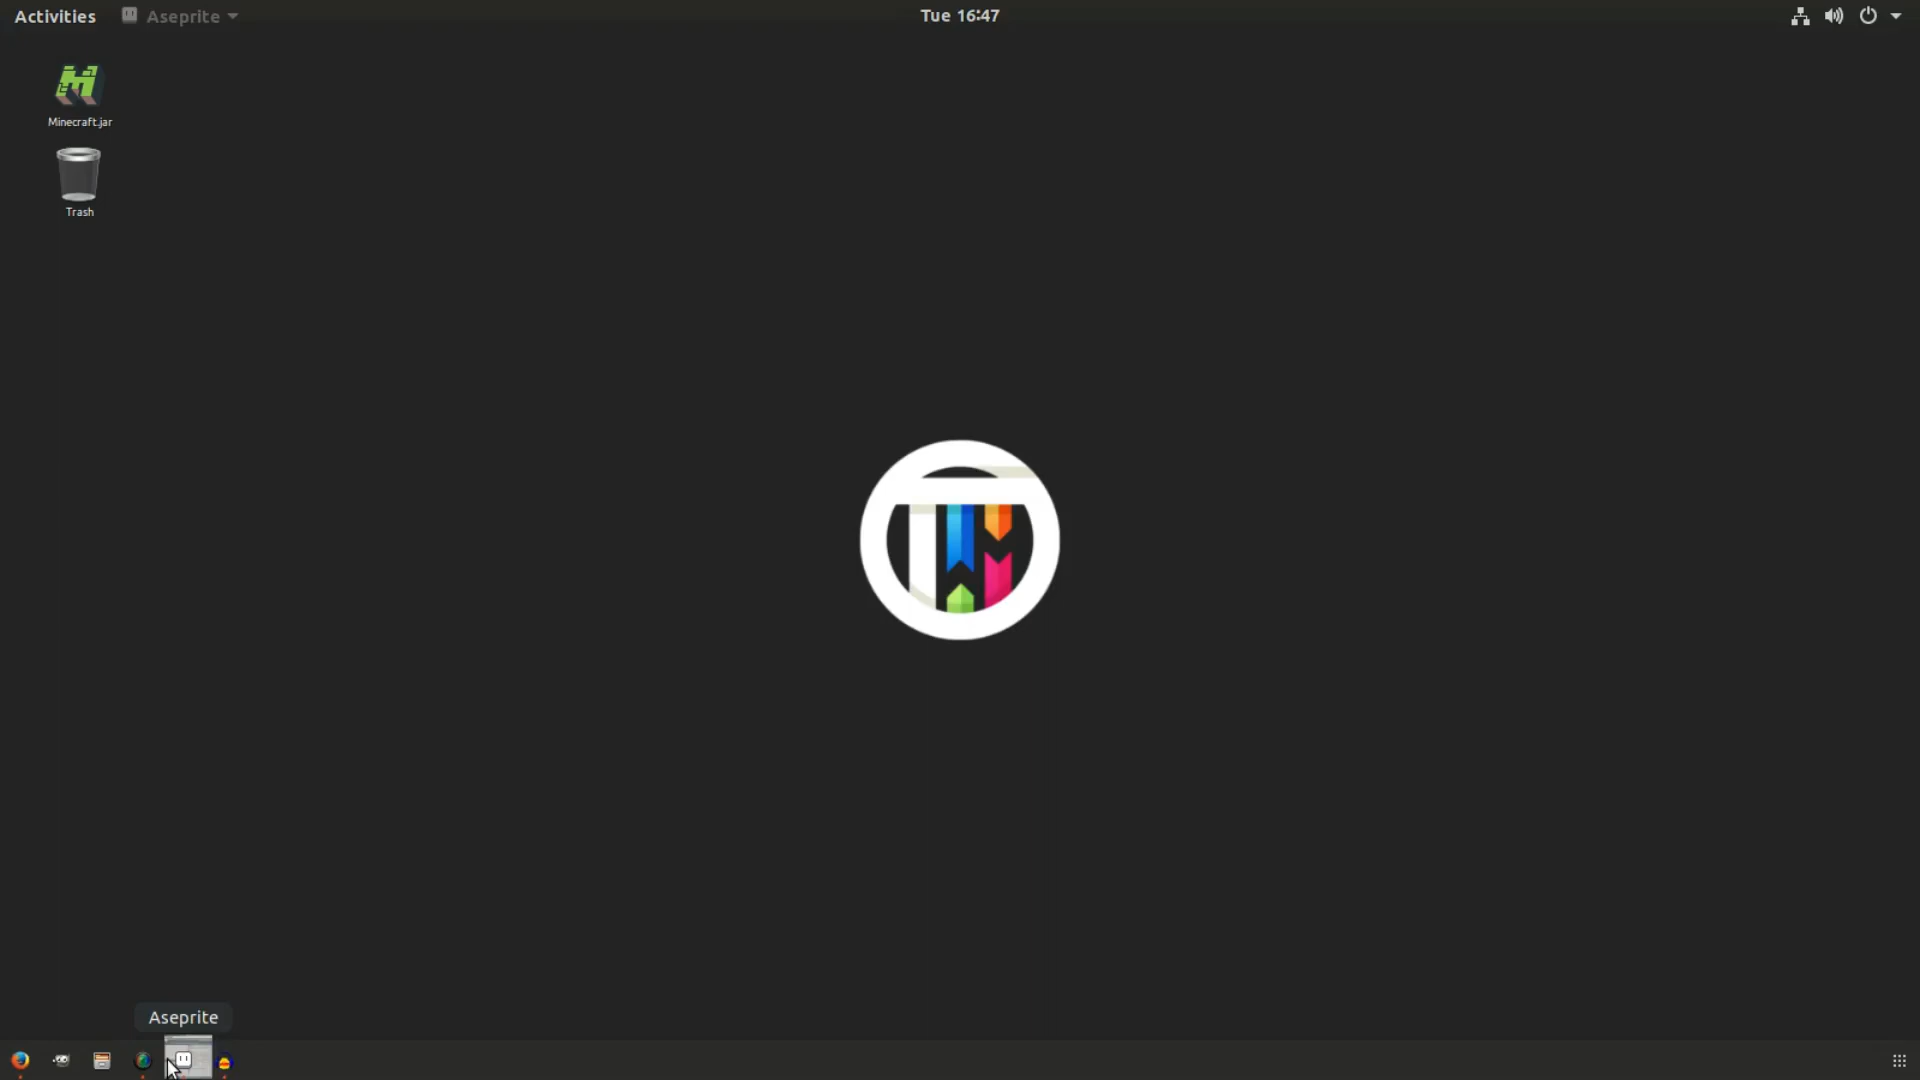 Activities
Aseprite
Tue 16:47
Minecraft.jar
Trash
Aseprite